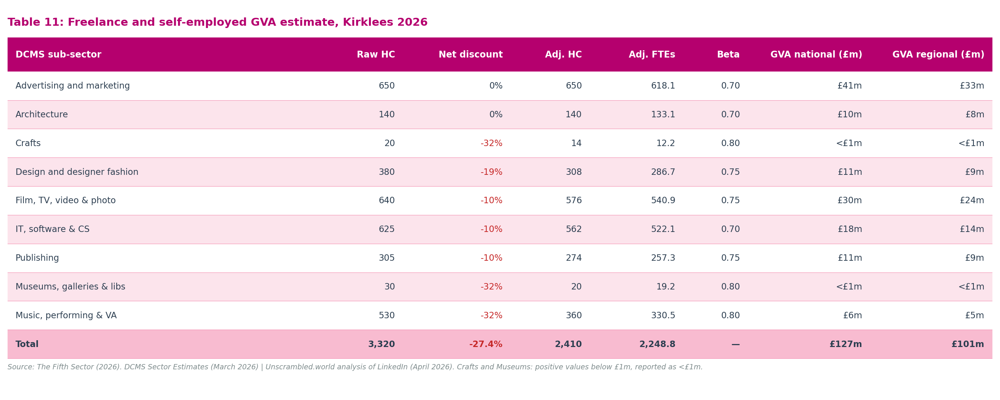 Table 11: Freelance and self-employed GVA estimate, Kirklees 2026
DCMS sub-sector Raw HC Net discount Adj. HC Adj. FTEs Beta GVA national (£m) GVA regional (£m)
Advertising and marketing 650 0% 650 618.1 0.70 £41m £33m
Architecture 140 0% 140 133.1 0.70 £10m £8m
Crafts 20 -32% 14 12.2 0.80 <£1m <£1m
Design and designer fashion 380 -19% 308 286.7 0.75 £11m £9m
Film, TV, video & photo 640 -10% 576 540.9 0.75 £30m £24m
IT, software & CS 625 -10% 562 522.1 0.70 £18m £14m
Publishing 305 -10% 274 257.3 0.75 £11m £9m
Museums, galleries & libs 30 -32% 20 19.2 0.80 <£1m <£1m
Music, performing & VA 530 -32% 360 330.5 0.80 £6m £5m
Total 3,320 -27.4% 2,410 2,248.8 — £127m £101m
Source: The Fifth Sector (2026). DCMS Sector Estimates (March 2026) | Unscrambled.world analysis of LinkedIn (April 2026). Crafts and Museums: positive values below £1m, reported as <£1m.